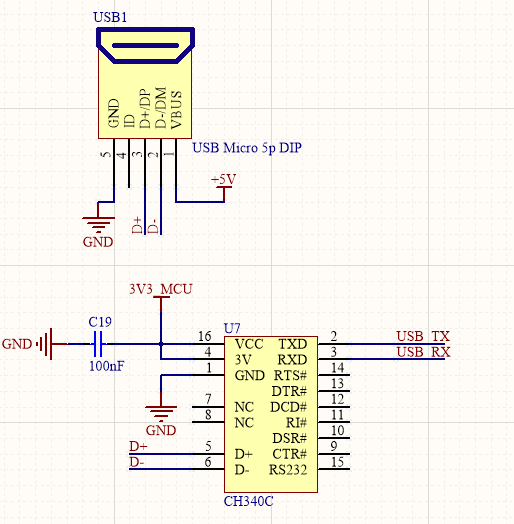 USB1
GND
ID
D+/DP
D-/DM
VBUS
5
4
3
2
1
USB Micro 5p DIP
+5V
D+
D-
GND
3V3_MCU
C19
GND
100nF
U7
16 VCC TXD 2 USB_TX
4 3V RXD 3 USB_RX
1 GND RTS# 14
DTR# 13
GND
7 NC DCD# 12
8 NC RI# 11
DSR# 10
D+ 5 D+ CTR# 9
D- 6 D- RS232 15
CH340C